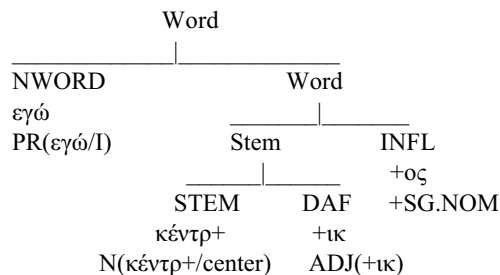 Word
NWORD Word
εγώ
PR(εγώ/I) Stem INFL
+ος
STEM DAF +SG.NOM
κέντρ+ +ικ
N(κέντρ+/center) ADJ(+ικ)